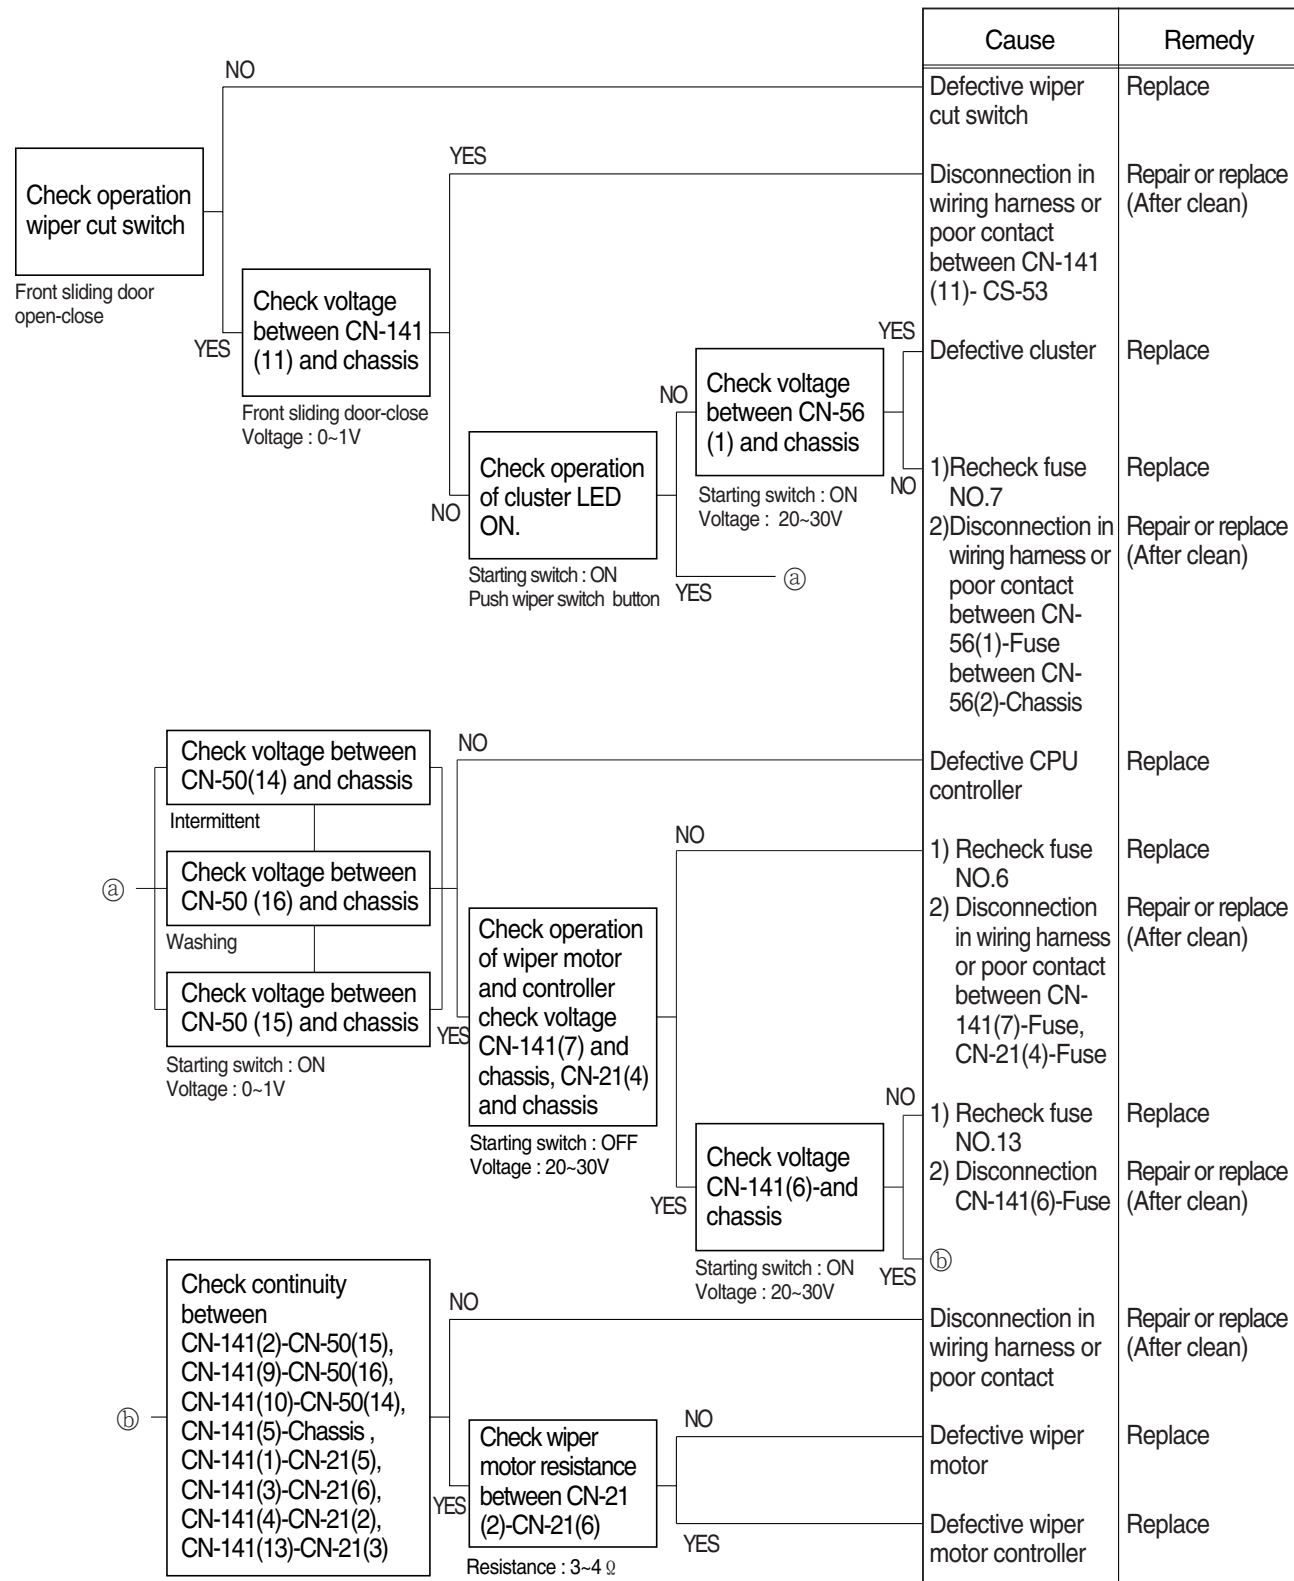 Cause
Remedy
NO
Defective wiper
cut switch
Replace
YES
Check operation
wiper cut switch
Front sliding door
open-close
Disconnection in
wiring harness or
poor contact
between CN-141
(11)- CS-53
Repair or replace
(After clean)
YES
Check voltage
between CN-141
(11) and chassis
Front sliding door-close
Voltage : 0~1V
YES
Defective cluster
Replace
NO
Check voltage
between CN-56
(1) and chassis
Starting switch : ON
Voltage : 20~30V
NO
NO
Check operation
of cluster LED
ON.
Starting switch : ON
Push wiper switch button
YES
ⓐ
1)Recheck fuse
NO.7
Replace
2)Disconnection in
wiring harness or
poor contact
between CN-
56(1)-Fuse
between CN-
56(2)-Chassis
Repair or replace
(After clean)
ⓐ
Check voltage between
CN-50(14) and chassis
Intermittent
Check voltage between
CN-50 (16) and chassis
Washing
Check voltage between
CN-50 (15) and chassis
Starting switch : ON
Voltage : 0~1V
NO
Defective CPU
controller
Replace
YES
Check operation
of wiper motor
and controller
check voltage
CN-141(7) and
chassis, CN-21(4)
and chassis
Starting switch : OFF
Voltage : 20~30V
NO
1) Recheck fuse
NO.6
Replace
2) Disconnection
in wiring harness
or poor contact
between CN-
141(7)-Fuse,
CN-21(4)-Fuse
Repair or replace
(After clean)
YES
Check voltage
CN-141(6)-and
chassis
Starting switch : ON
Voltage : 20~30V
NO
1) Recheck fuse
NO.13
Replace
2) Disconnection
CN-141(6)-Fuse
Repair or replace
(After clean)
YES
ⓑ
ⓑ
Check continuity
between
CN-141(2)-CN-50(15),
CN-141(9)-CN-50(16),
CN-141(10)-CN-50(14),
CN-141(5)-Chassis ,
CN-141(1)-CN-21(5),
CN-141(3)-CN-21(6),
CN-141(4)-CN-21(2),
CN-141(13)-CN-21(3)
NO
Disconnection in
wiring harness or
poor contact
Repair or replace
(After clean)
YES
Check wiper
motor resistance
between CN-21
(2)-CN-21(6)
Resistance : 3~4 Ω
NO
Defective wiper
motor
Replace
YES
Defective wiper
motor controller
Replace